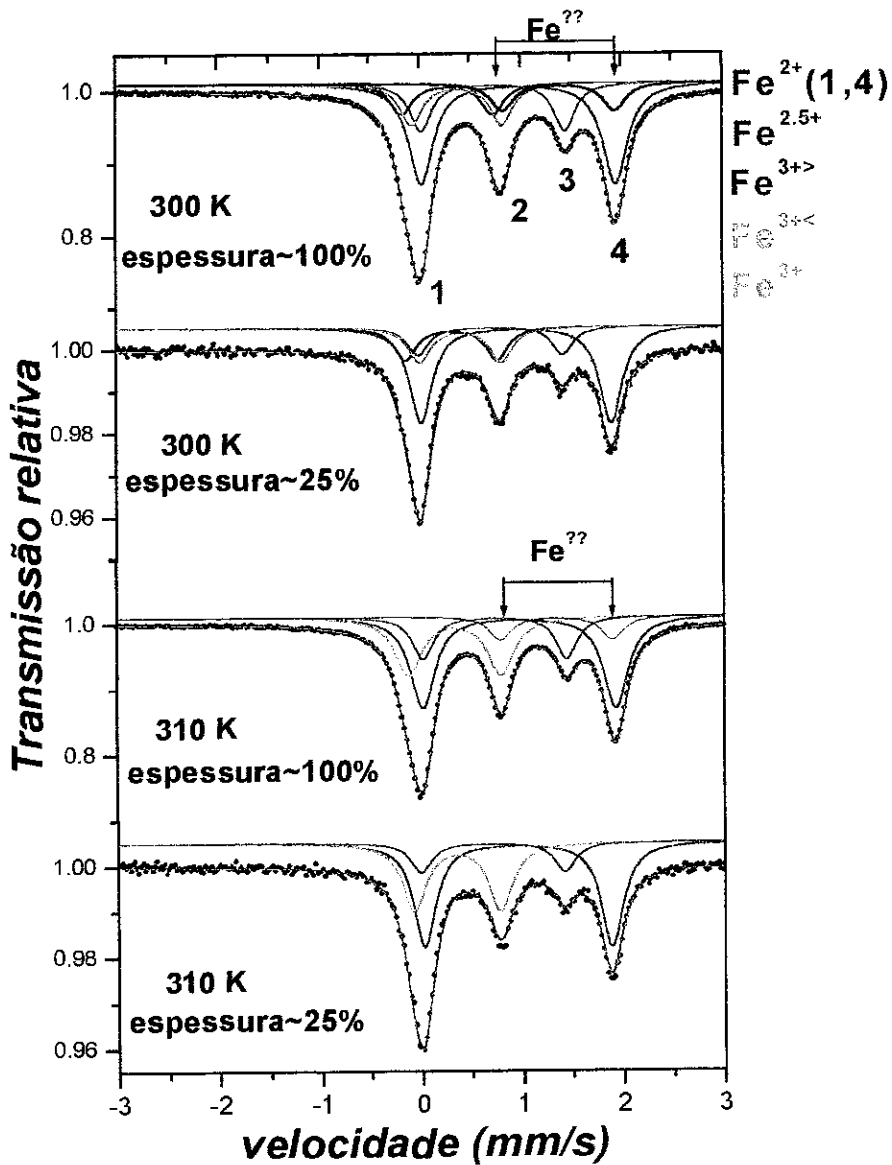 Fe??
Fe2+(1,4)
Fe2.5+
Fe3+>
Fe3+<
Fe3+
1.0
0.8
300 K
espessura~100%
1
2
3
4
1.00
0.98
0.96
300 K
espessura~25%
Fe??
1.0
0.8
310 K
espessura~100%
1.00
0.98
0.96
310 K
espessura~25%
-3
-2
-1
0
1
2
3
Transmissão relativa
velocidade (mm/s)